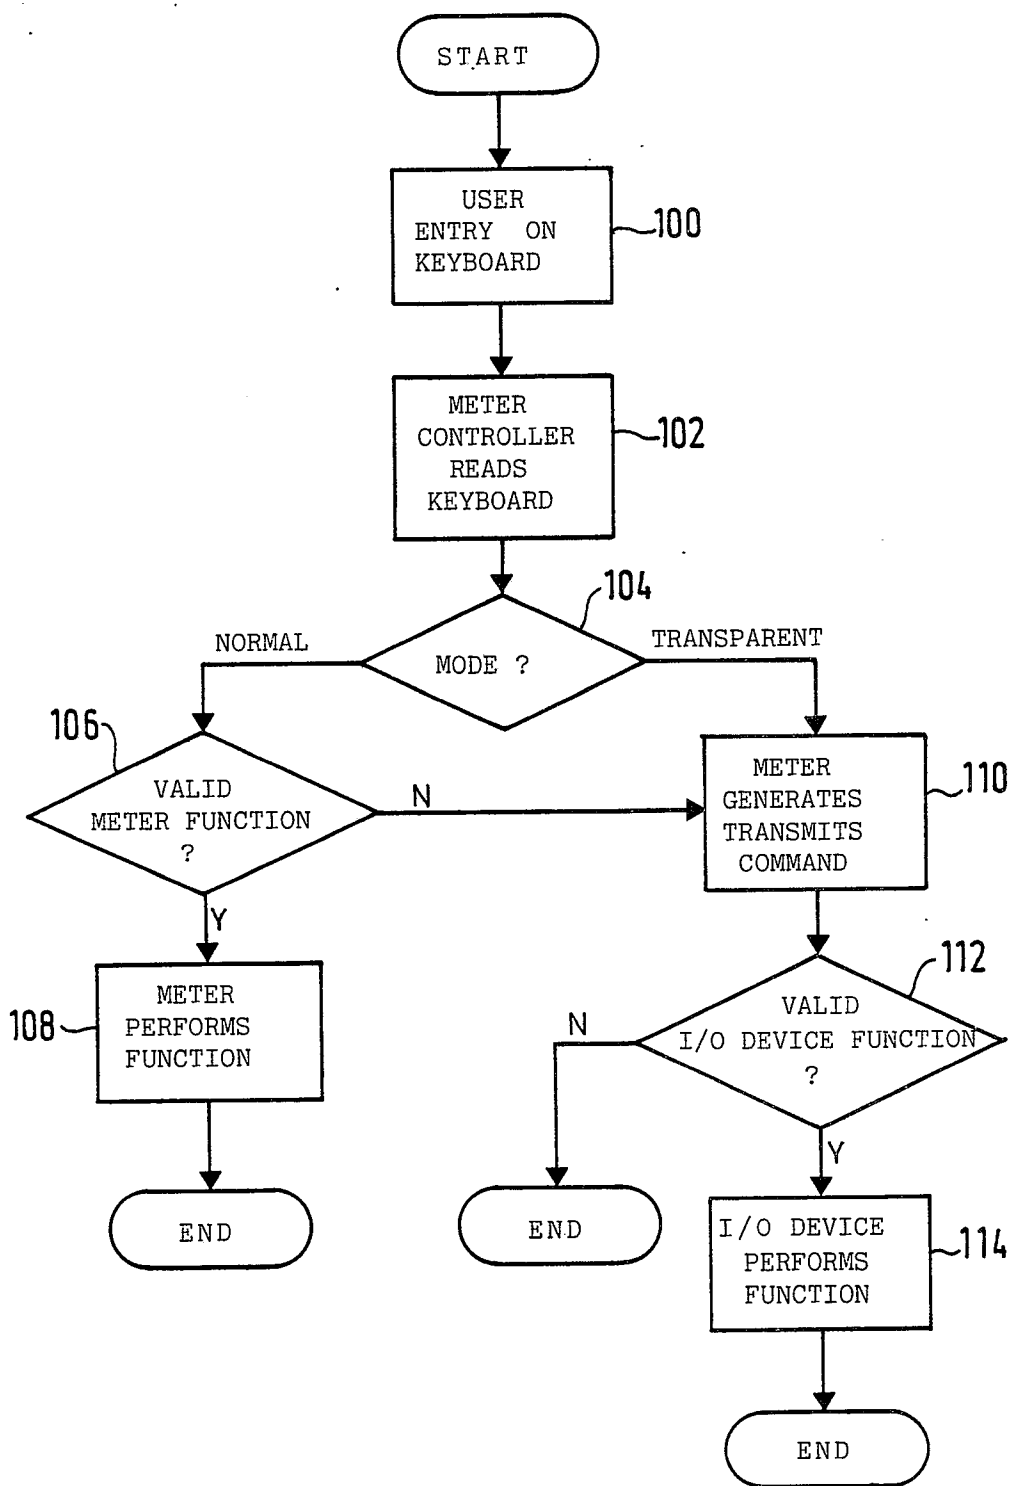 START
USER
ENTRY ON
KEYBOARD
100
METER
CONTROLLER
READS
KEYBOARD
102
104
MODE ?
NORMAL
TRANSPARENT
106
VALID
METER FUNCTION
?
N
Y
METER
GENERATES
TRANSMITS
COMMAND
110
108
METER
PERFORMS
FUNCTION
112
VALID
I/O DEVICE FUNCTION
?
N
Y
END
END
I/O DEVICE
PERFORMS
FUNCTION
114
END